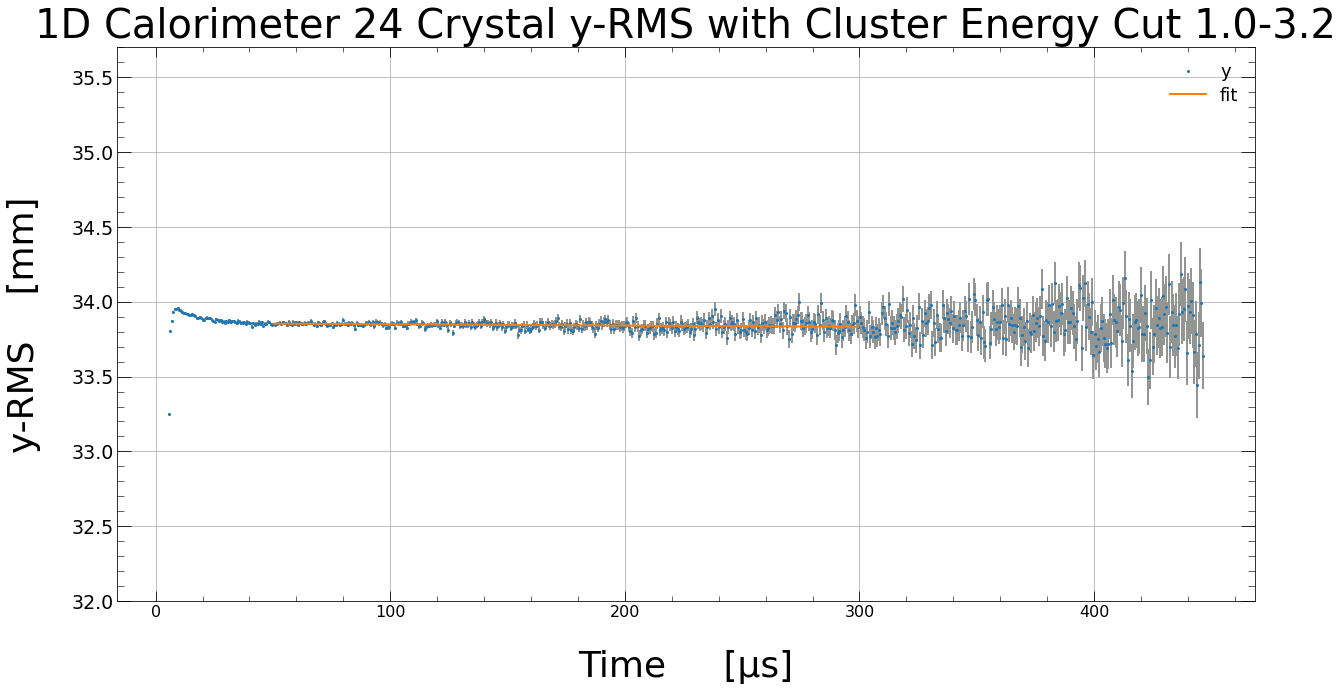 1D Calorimeter 24 Crystal y-RMS with Cluster Energy Cut 1.0-3.2
y
fit
35.5
35.0
34.5
34.0
33.5
33.0
32.5
32.0
y-RMS [mm]
0 100 200 300 400
Time [μs]